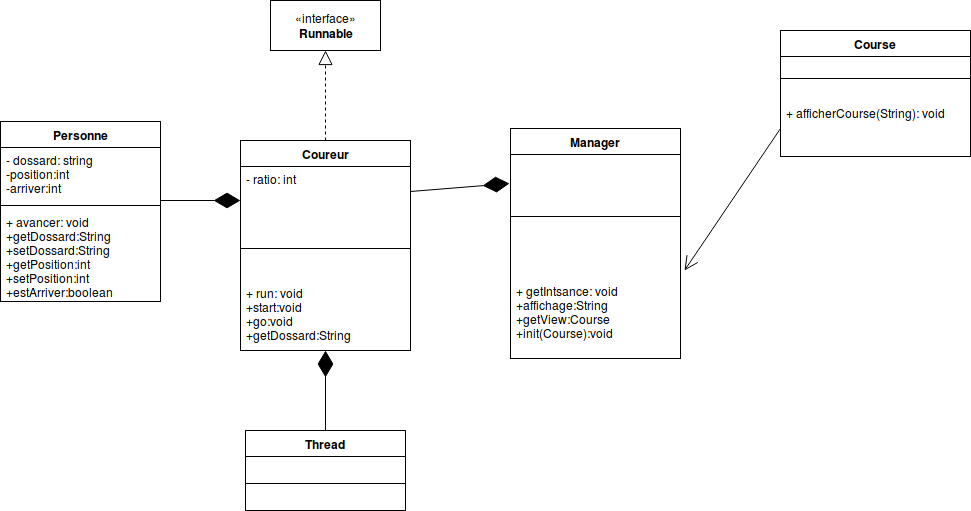 «interface»
Runnable
Course
+ afficherCourse(String): void
Personne
- dossard: string
-position:int
-arriver:int
+ avancer: void
+getDossard:String
+setDossard:String
+getPosition:int
+setPosition:int
+estArriver:boolean
Coureur
- ratio: int
+ run: void
+start:void
+go:void
+getDossard:String
Manager
+ getIntsance: void
+affichage:String
+getView:Course
+init(Course):void
Thread